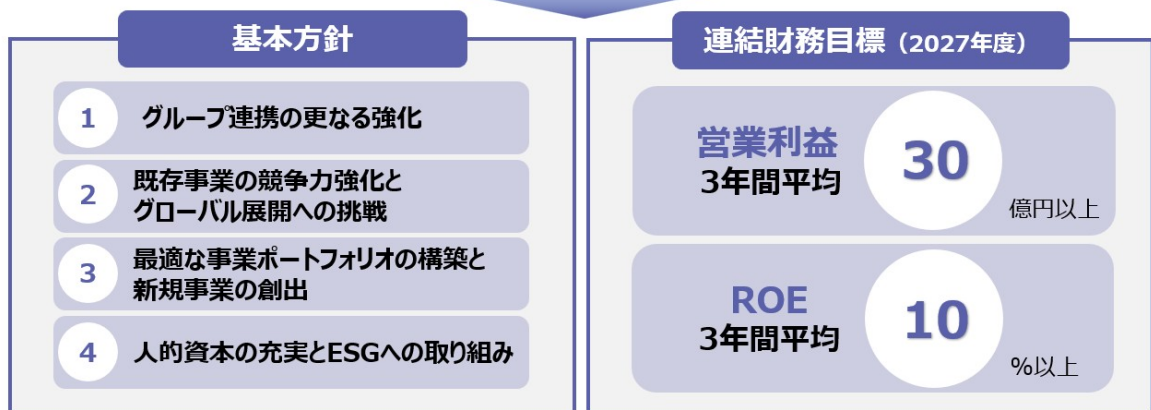 基本方針
1 グループ連携の更なる強化
2 既存事業の競争力強化と
グローバル展開への挑戦
3 最適な事業ポートフォリオの構築と
新規事業の創出
4 人的資本の充実とESGへの取り組み
連結財務目標（2027年度）
営業利益
3年間平均
30
億円以上
ROE
3年間平均
10
%以上